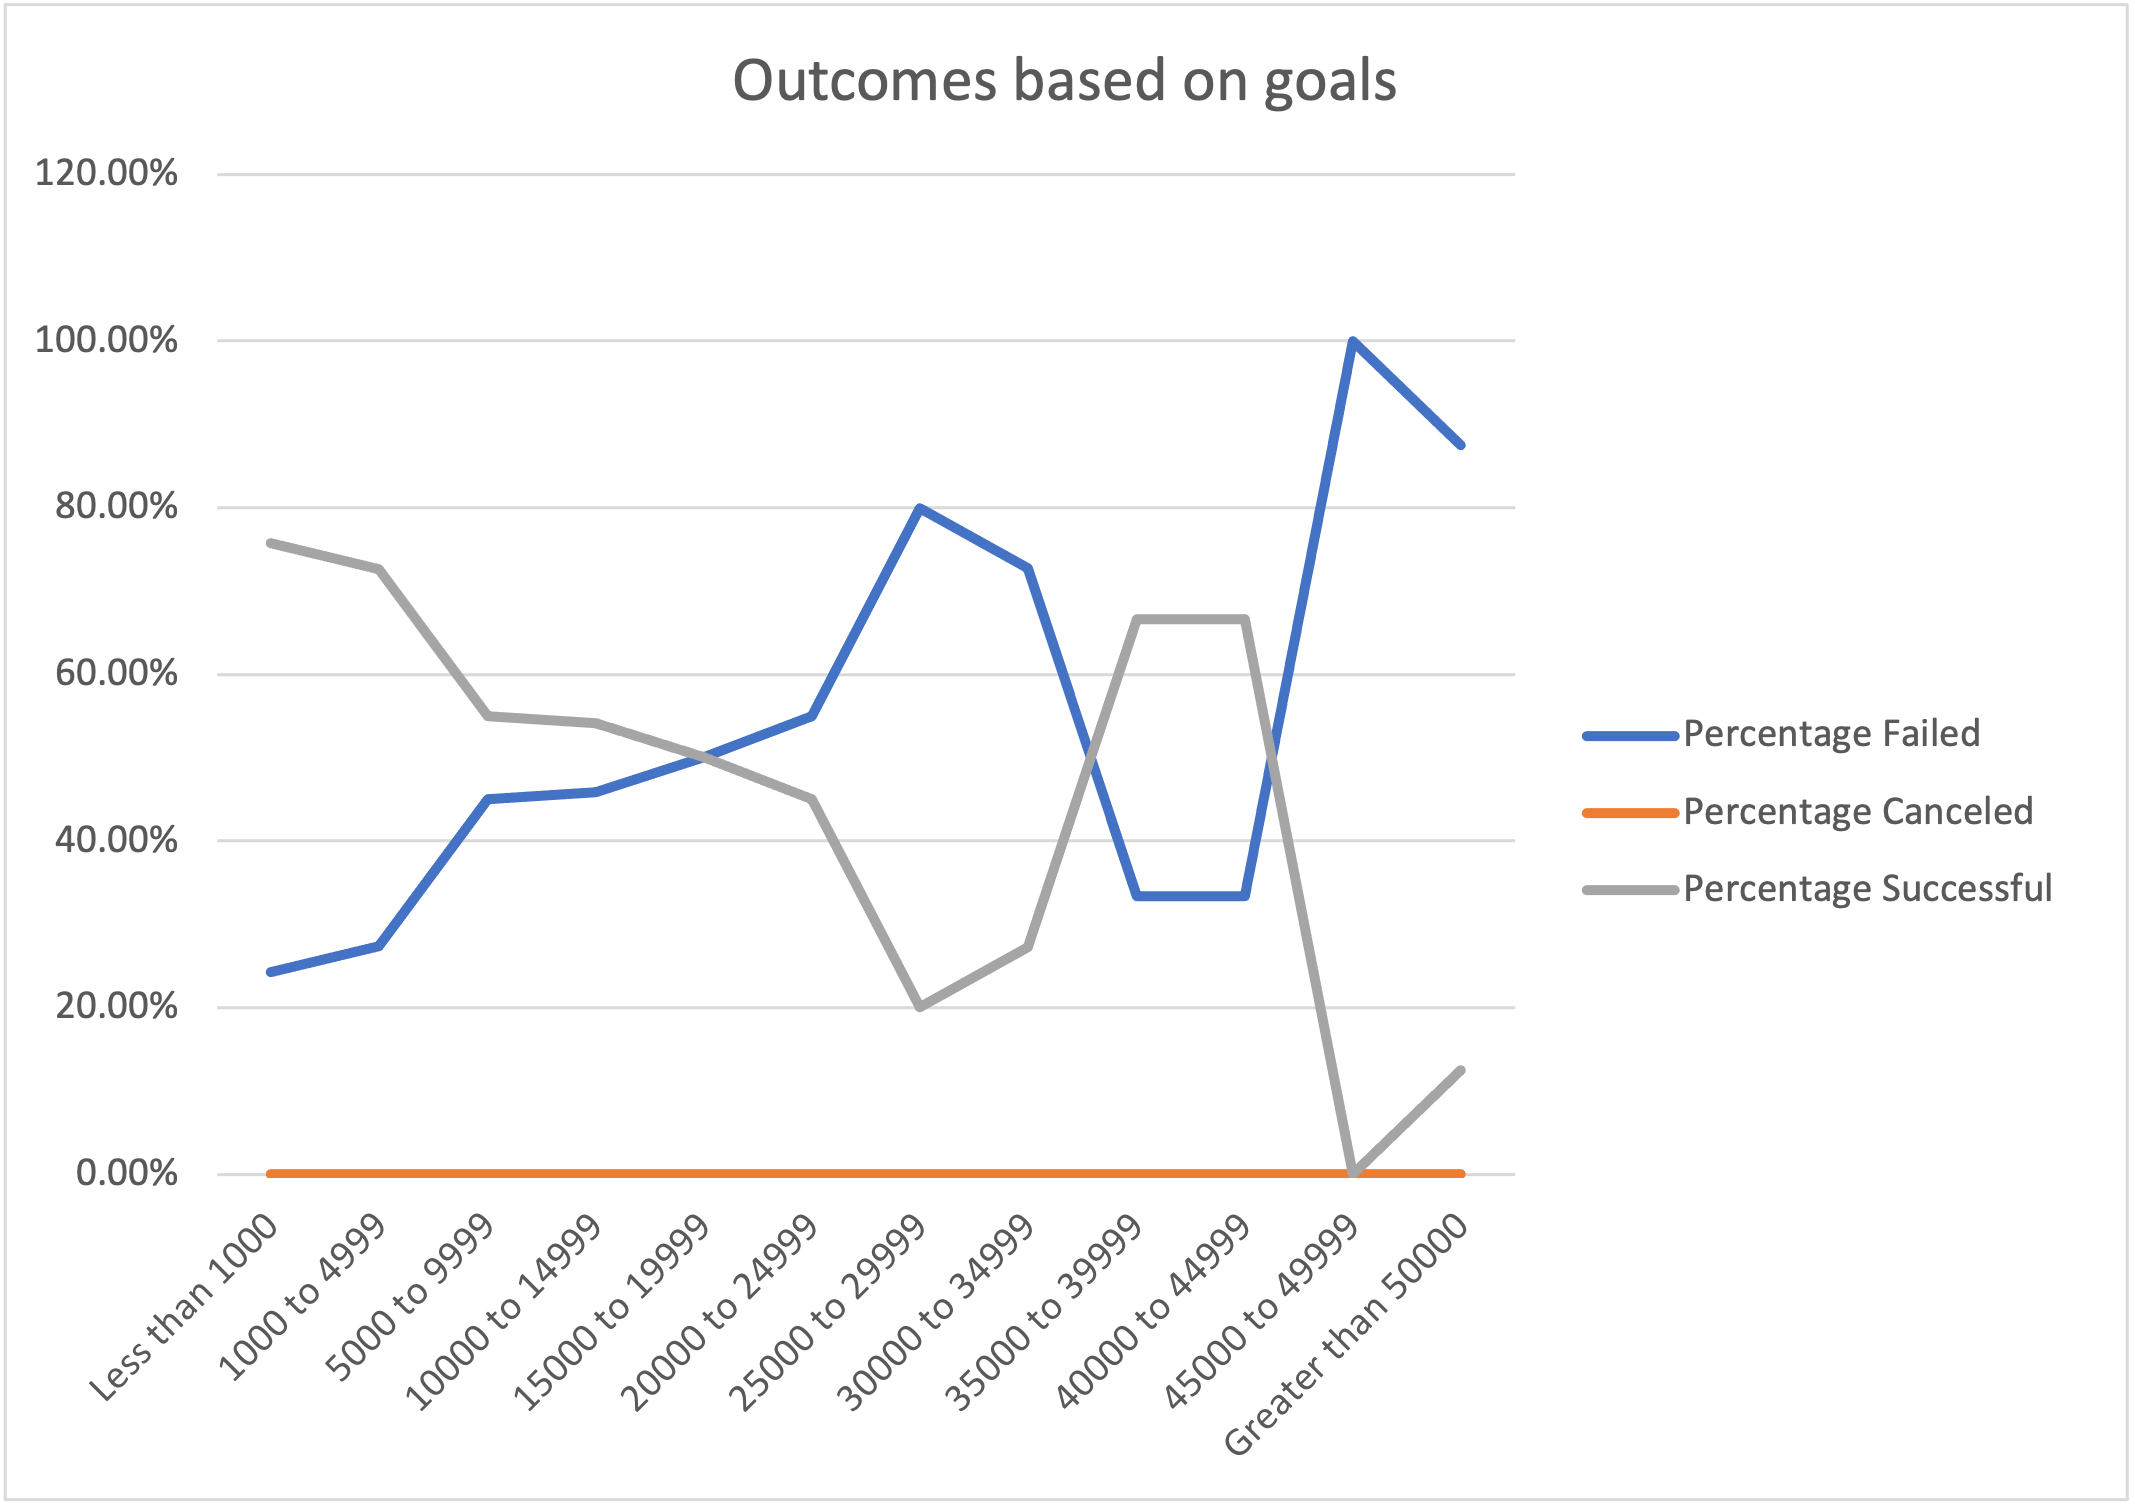 Outcomes based on goals
120.00%
100.00%
80.00%
60.00%
40.00%
20.00%
0.00%
Less than 1000
1000 to 4999
5000 to 9999
10000 to 14999
15000 to 19999
20000 to 24999
25000 to 29999
30000 to 34999
35000 to 39999
40000 to 44999
45000 to 49999
Greater than 50000
Percentage Failed
Percentage Canceled
Percentage Successful